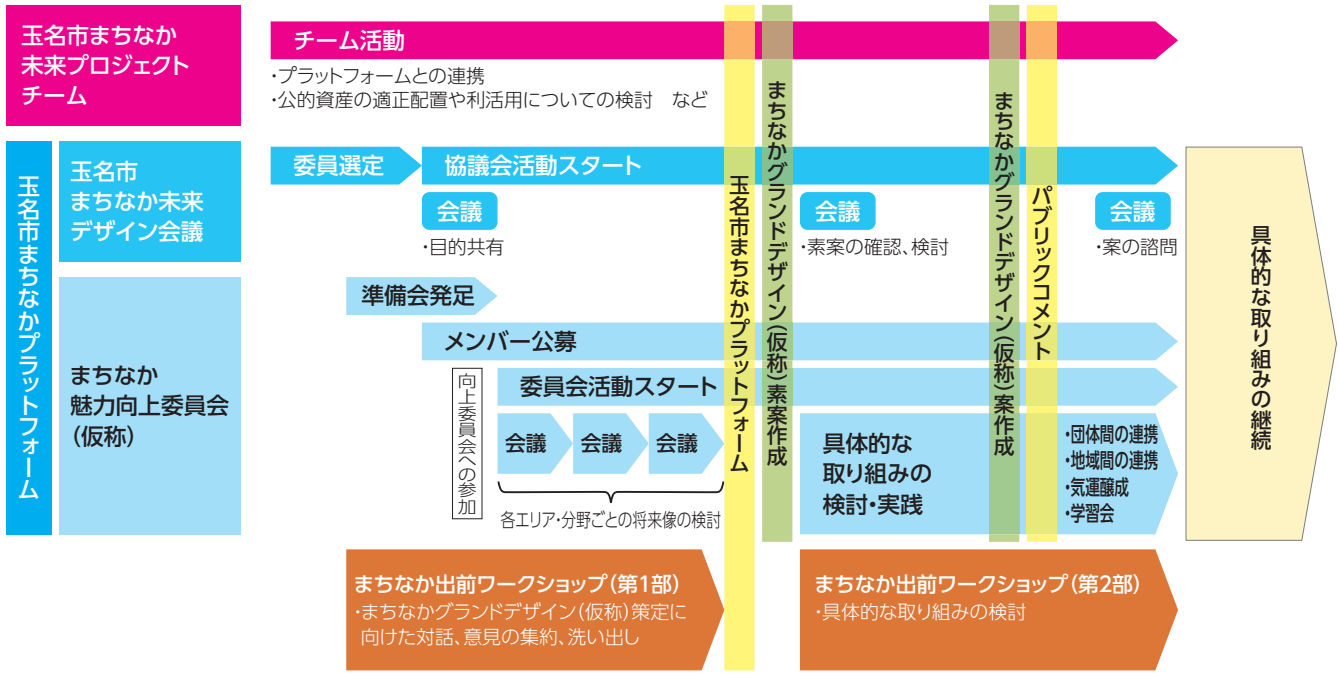 玉名市まちなか
未来プロジェクト
チーム
チーム活動
・プラットフォームとの連携
・公的資産の適正配置や利活用についての検討　など
玉名市まちなかプラットフォーム
玉名市
まちなか未来
デザイン会議
委員選定
協議会活動スタート
会議
・目的共有
会議
・素案の確認、検討
会議
・案の諮問
まちなか
魅力向上委員会
（仮称）
準備会発足
メンバー公募
向上委員会への参加
委員会活動スタート
会議
会議
会議
各エリア・分野ごとの将来像の検討
具体的な
取り組みの
検討・実践
・団体間の連携
・地域間の連携
・気運醸成
・学習会
玉名市まちなかプラットフォーム
まちなかグランドデザイン（仮称）素案作成
まちなかグランドデザイン（仮称）案作成
パブリックコメント
具体的な取り組みの継続
まちなか出前ワークショップ（第1部）
・まちなかグランドデザイン（仮称）策定に
向けた対話、意見の集約、洗い出し
まちなか出前ワークショップ（第2部）
・具体的な取り組みの検討